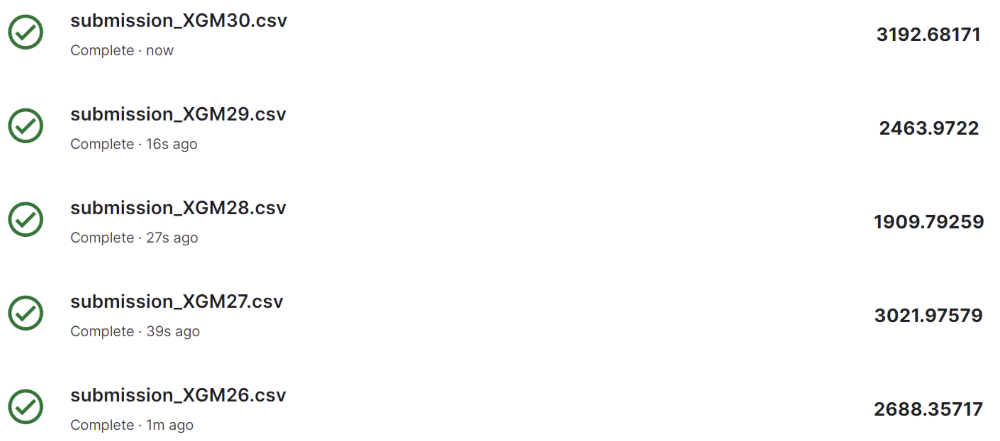 submission_XGM30.csv
3192.68171
Complete · now
submission_XGM29.csv
2463.9722
Complete · 16s ago
submission_XGM28.csv
1909.79259
Complete · 27s ago
submission_XGM27.csv
3021.97579
Complete · 39s ago
submission_XGM26.csv
2688.35717
Complete · 1m ago